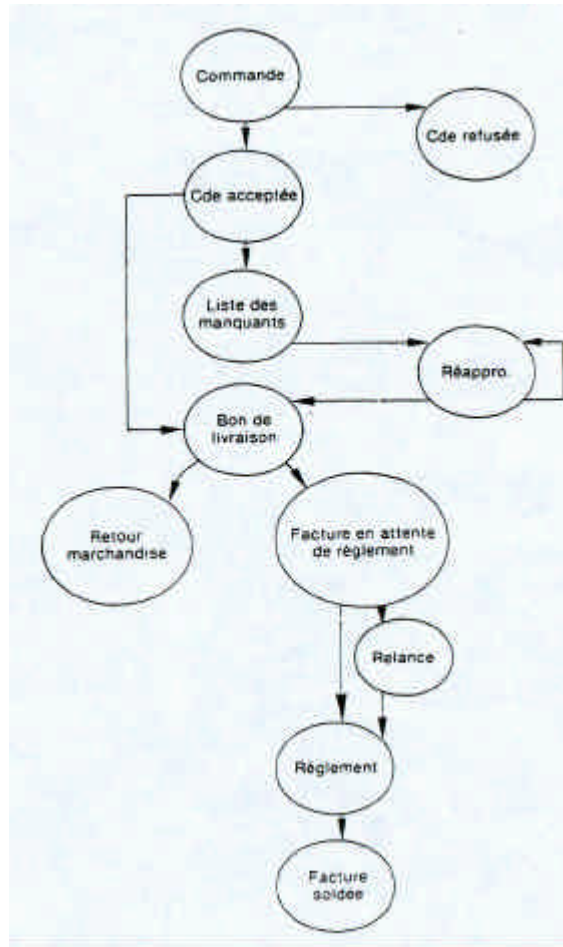 Commande
Cde refusée
Cde acceptée
Liste des
manquants
Réappro.
Bon de
livraison
Retour
marchandise
Facture en attente
de règlement
Relance
Règlement
Facture
soldée